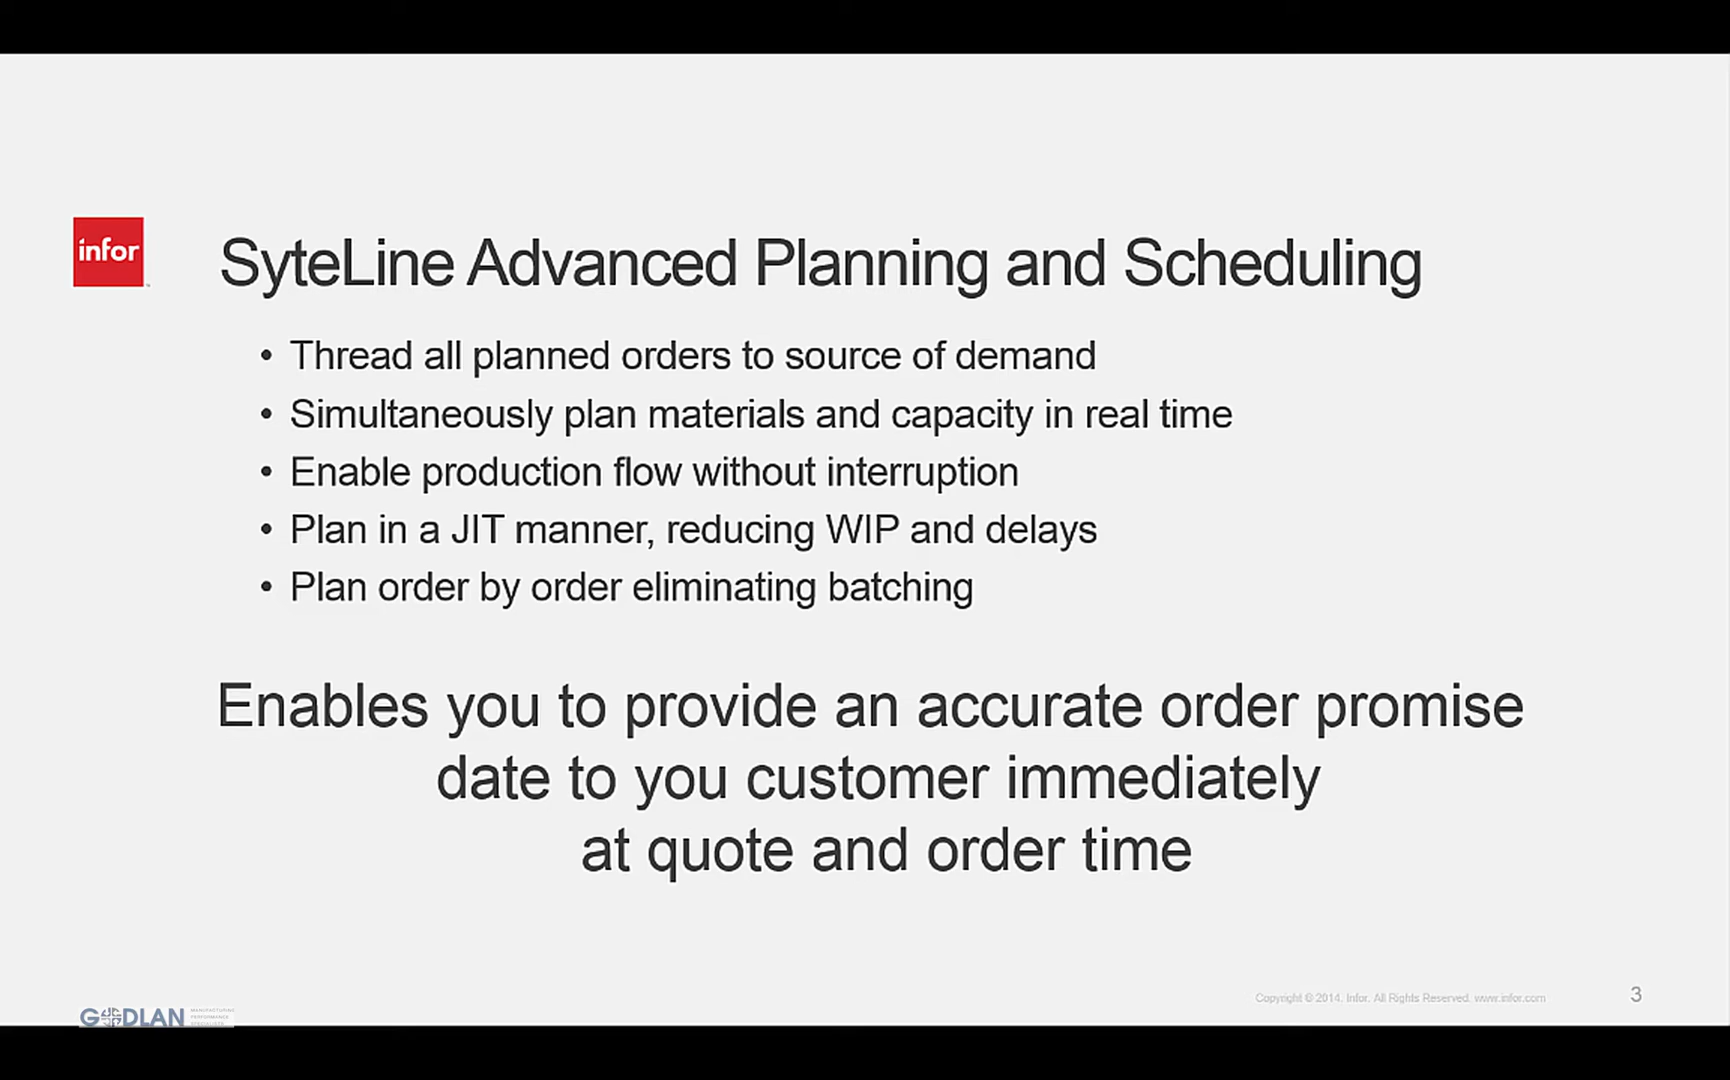 infor
SyteLine Advanced Planning and Scheduling
• Thread all planned orders to source of demand
• Simultaneously plan materials and capacity in real time
• Enable production flow without interruption
• Plan in a JIT manner, reducing WIP and delays
• Plan order by order eliminating batching
Enables you to provide an accurate order promise
date to you customer immediately
at quote and order time
Copyright © 2014. Infor. All Rights Reserved. www.infor.com
3
GODLAN
MANUFACTURING
PERFORMANCE
SPECIALISTS